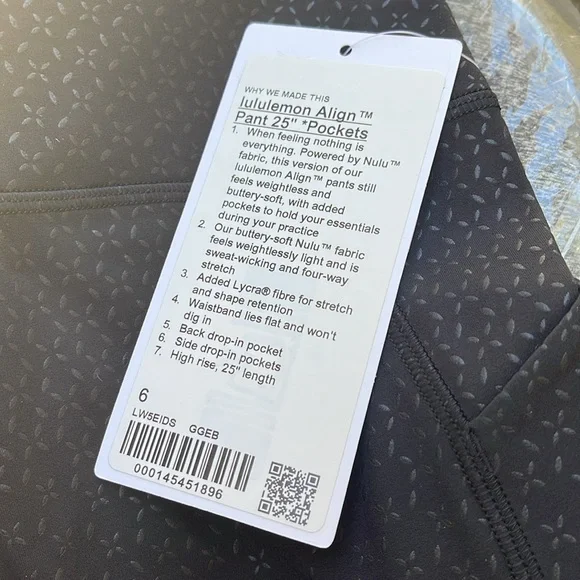 WHY WE MADE THIS
lululemon Align™
Pant 25" *Pockets
1. When feeling nothing is
everything. Powered by Nulu™
fabric, this version of our
lululemon Align™ pants still
feels weightless and
buttery-soft, with added
pockets to hold your essentials
during your practice
2. Our buttery-soft Nulu™ fabric
feels weightlessly light and is
sweat-wicking and four-way
stretch
3. Added Lycra® fibre for stretch
and shape retention
4. Waistband lies flat and won't
dig in
5. Back drop-in pocket
6. Side drop-in pockets
7. High rise, 25" length
6
LW5EIDS GGEB
000145451896